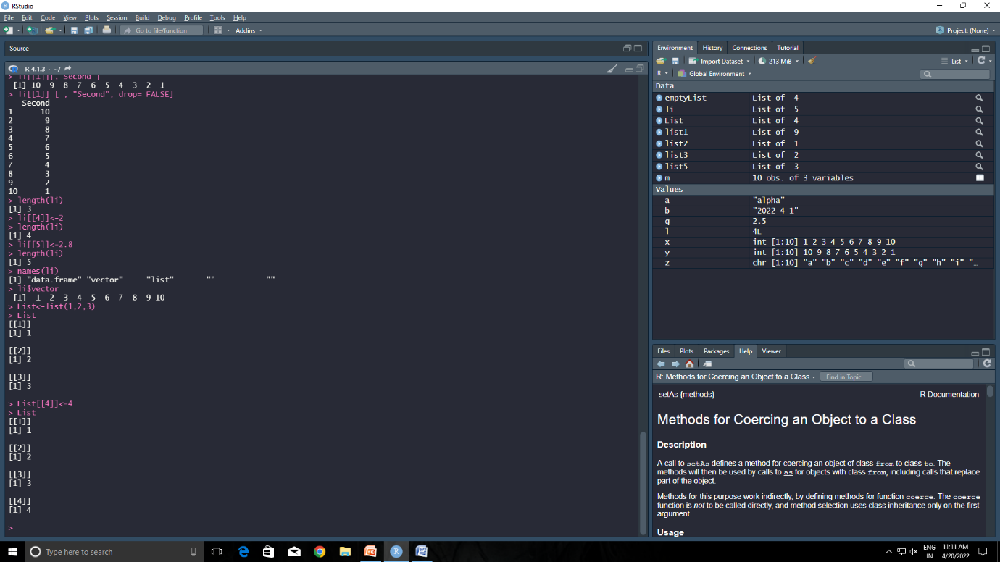 RStudio
File Edit Code View Plots Session Build Debug Profile Tools Help
Go to file/function Addins Project: (None)
Source
R 4.1.3 · ~/
> li[[1]][, "Second"]
 [1] 10  9  8  7  6  5  4  3  2  1
> li[[1]] [ , "Second", drop= FALSE]
   Second
1      10
2       9
3       8
4       7
5       6
6       5
7       4
8       3
9       2
10      1
> length(li)
[1] 3
> li[[4]]<-2
> length(li)
[1] 4
> li[[5]]<-2.8
> length(li)
[1] 5
> names(li)
[1] "data.frame" "vector"     "list"       ""           ""
> li$vector
 [1]  1  2  3  4  5  6  7  8  9 10
> List<-list(1,2,3)
> List
[[1]]
[1] 1
[[2]]
[1] 2
[[3]]
[1] 3
> List[[4]]<-4
> List
[[1]]
[1] 1
[[2]]
[1] 2
[[3]]
[1] 3
[[4]]
[1] 4
>
Environment History Connections Tutorial
Import Dataset 213 MiB List
R Global Environment
Data
emptyList List of 4
li List of 5
List List of 4
list1 List of 9
list2 List of 1
list3 List of 2
list5 List of 3
m 10 obs. of 3 variables
Values
a "alpha"
b "2022-4-1"
g 2.5
l 4L
x int [1:10] 1 2 3 4 5 6 7 8 9 10
y int [1:10] 10 9 8 7 6 5 4 3 2 1
z chr [1:10] "a" "b" "c" "d" "e" "f" "g" "h" "i" "…
Files Plots Packages Help Viewer
R: Methods for Coercing an Object to a Class Find in Topic
setAs {methods} R Documentation
Methods for Coercing an Object to a Class
Description
A call to setAs defines a method for coercing an object of class from to class to. The
methods will then be used by calls to as for objects with class from, including calls that replace
part of the object.
Methods for this purpose work indirectly, by defining methods for function coerce. The coerce
function is not to be called directly, and method selection uses class inheritance only on the first
argument.
Usage
Type here to search
ENG 11:11 AM
IN 4/20/2022